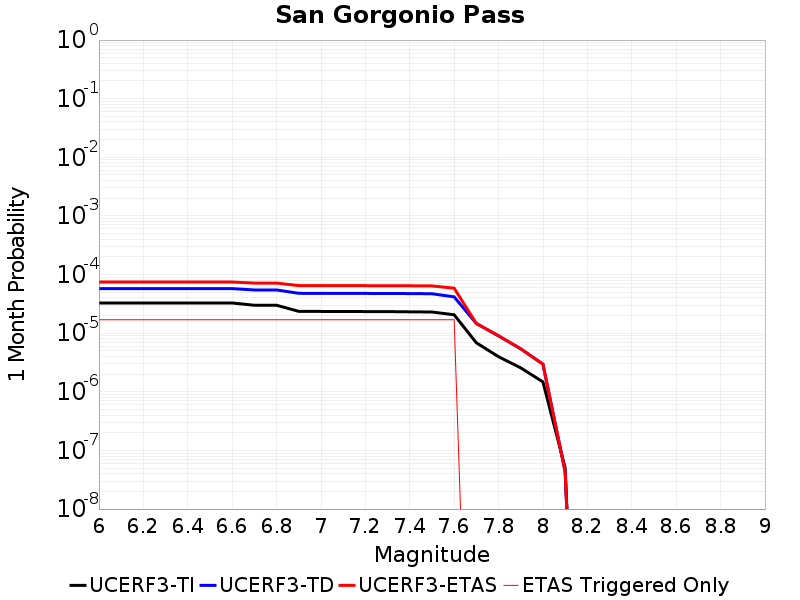 San Gorgonio Pass
1 Month Probability
10^0
10^-1
10^-2
10^-3
10^-4
10^-5
10^-6
10^-7
10^-8
6 6.2 6.4 6.6 6.8 7 7.2 7.4 7.6 7.8 8 8.2 8.4 8.6 8.8 9
Magnitude
UCERF3-TI UCERF3-TD UCERF3-ETAS ETAS Triggered Only